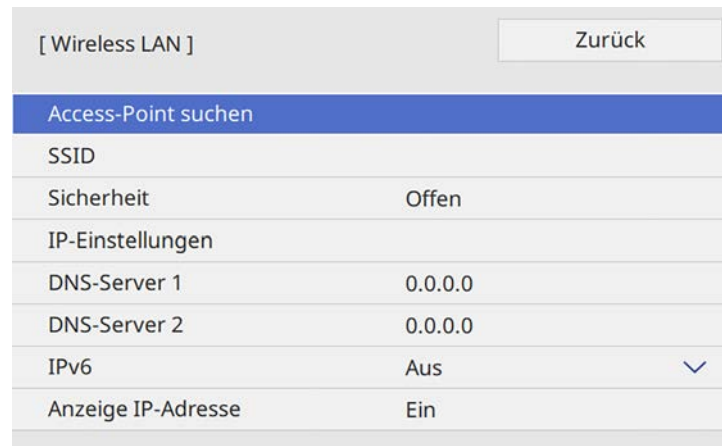 [ Wireless LAN ] Zurück
Access-Point suchen
SSID
Sicherheit Offen
IP-Einstellungen
DNS-Server 1 0.0.0.0
DNS-Server 2 0.0.0.0
IPv6 Aus
Anzeige IP-Adresse Ein